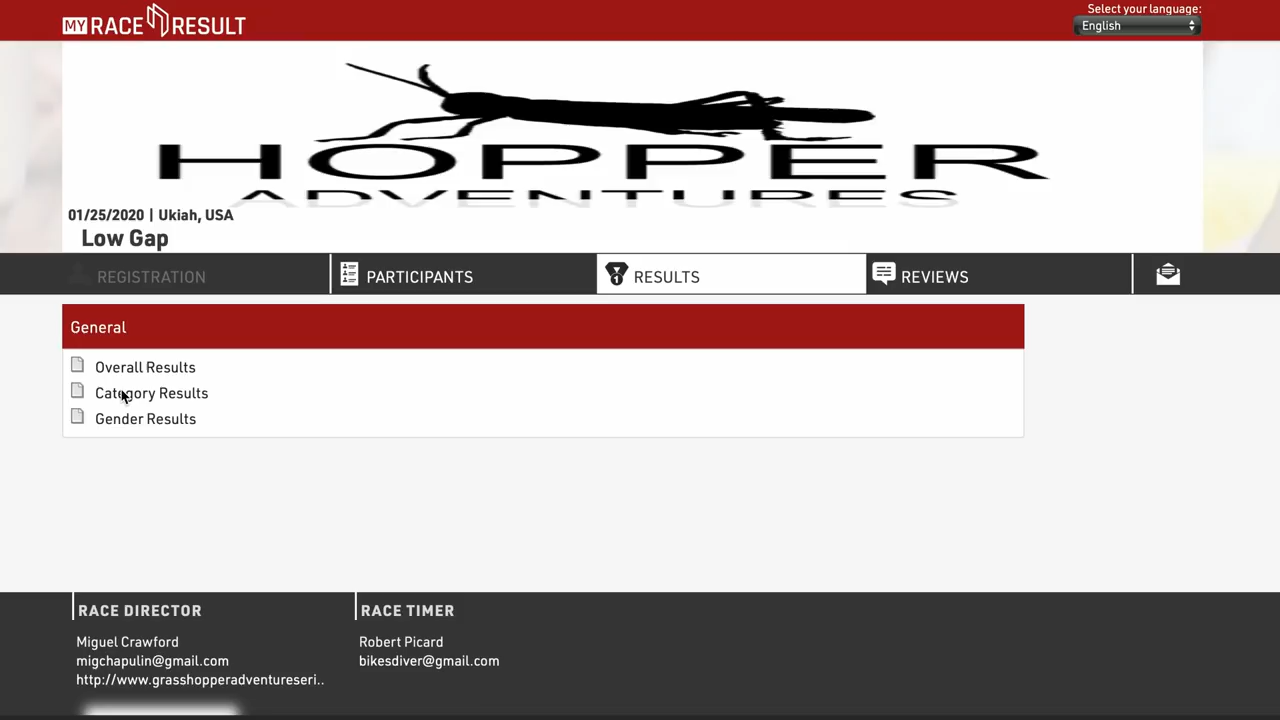 MY RACE RESULT
Select your language:
English
HOPPER
ADVENTURES
01/25/2020 | Ukiah, USA
Low Gap
REGISTRATION
PARTICIPANTS
1
RESULTS
REVIEWS
General
Overall Results
Category Results
Gender Results
RACE DIRECTOR
Miguel Crawford
migchapulin@gmail.com
http://www.grasshopperadventureseri..
RACE TIMER
Robert Picard
bikesdiver@gmail.com